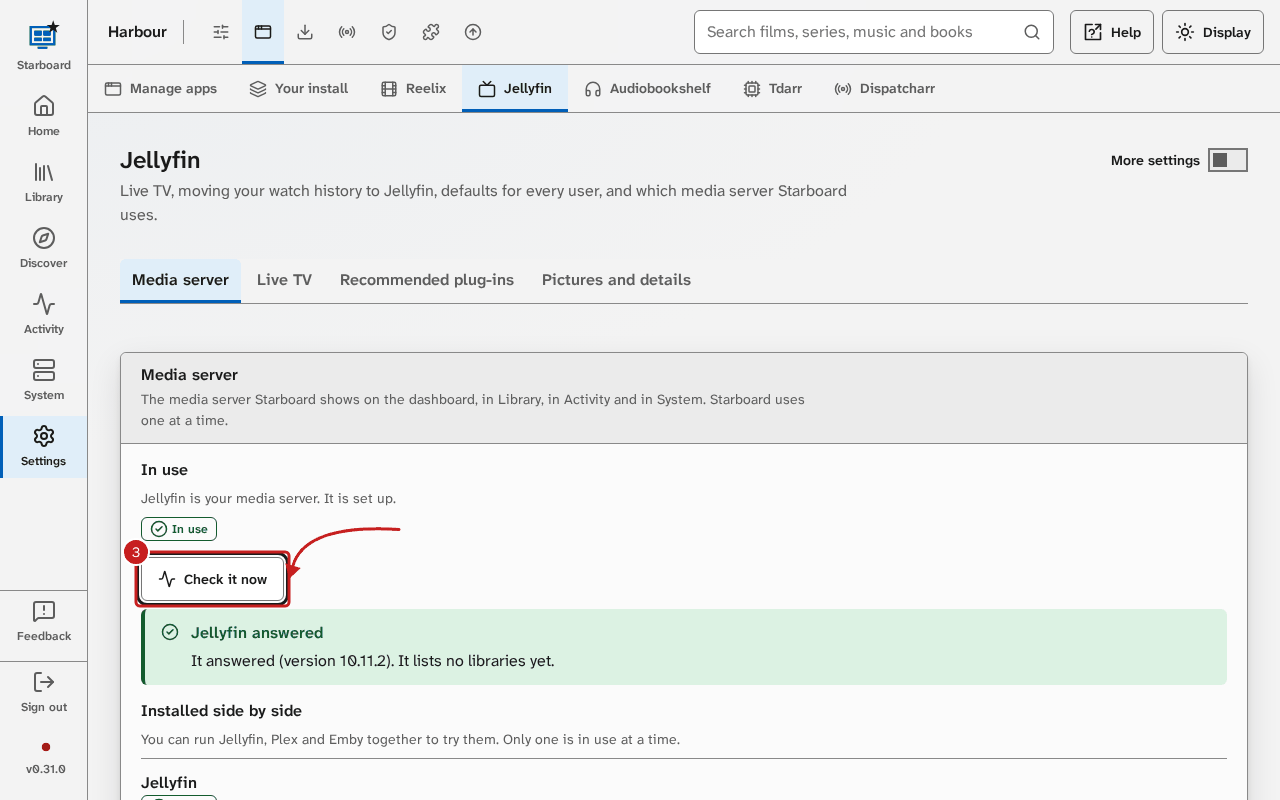 Starboard
Home
Library
Discover
Activity
System
Settings
Feedback
Sign out
v0.31.0
Harbour
Search films, series, music and books
Help
Display
Manage apps
Your install
Reelix
Jellyfin
Audiobookshelf
Tdarr
Dispatcharr
Jellyfin
More settings
Live TV, moving your watch history to Jellyfin, defaults for every user, and which media server Starboard
uses.
Media server
Live TV
Recommended plug-ins
Pictures and details
Media server
The media server Starboard shows on the dashboard, in Library, in Activity and in System. Starboard uses
one at a time.
In use
Jellyfin is your media server. It is set up.
In use
3
Check it now
Jellyfin answered
It answered (version 10.11.2). It lists no libraries yet.
Installed side by side
You can run Jellyfin, Plex and Emby together to try them. Only one is in use at a time.
Jellyfin